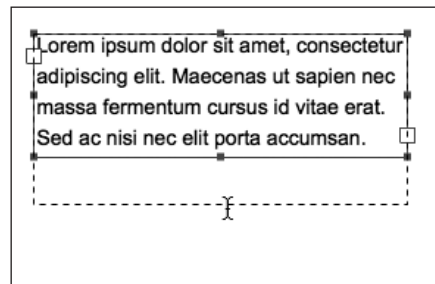 Lorem ipsum dolor sit amet, consectetur
adipiscing elit. Maecenas ut sapien nec
massa fermentum cursus id vitae erat.
Sed ac nisi nec elit porta accumsan.